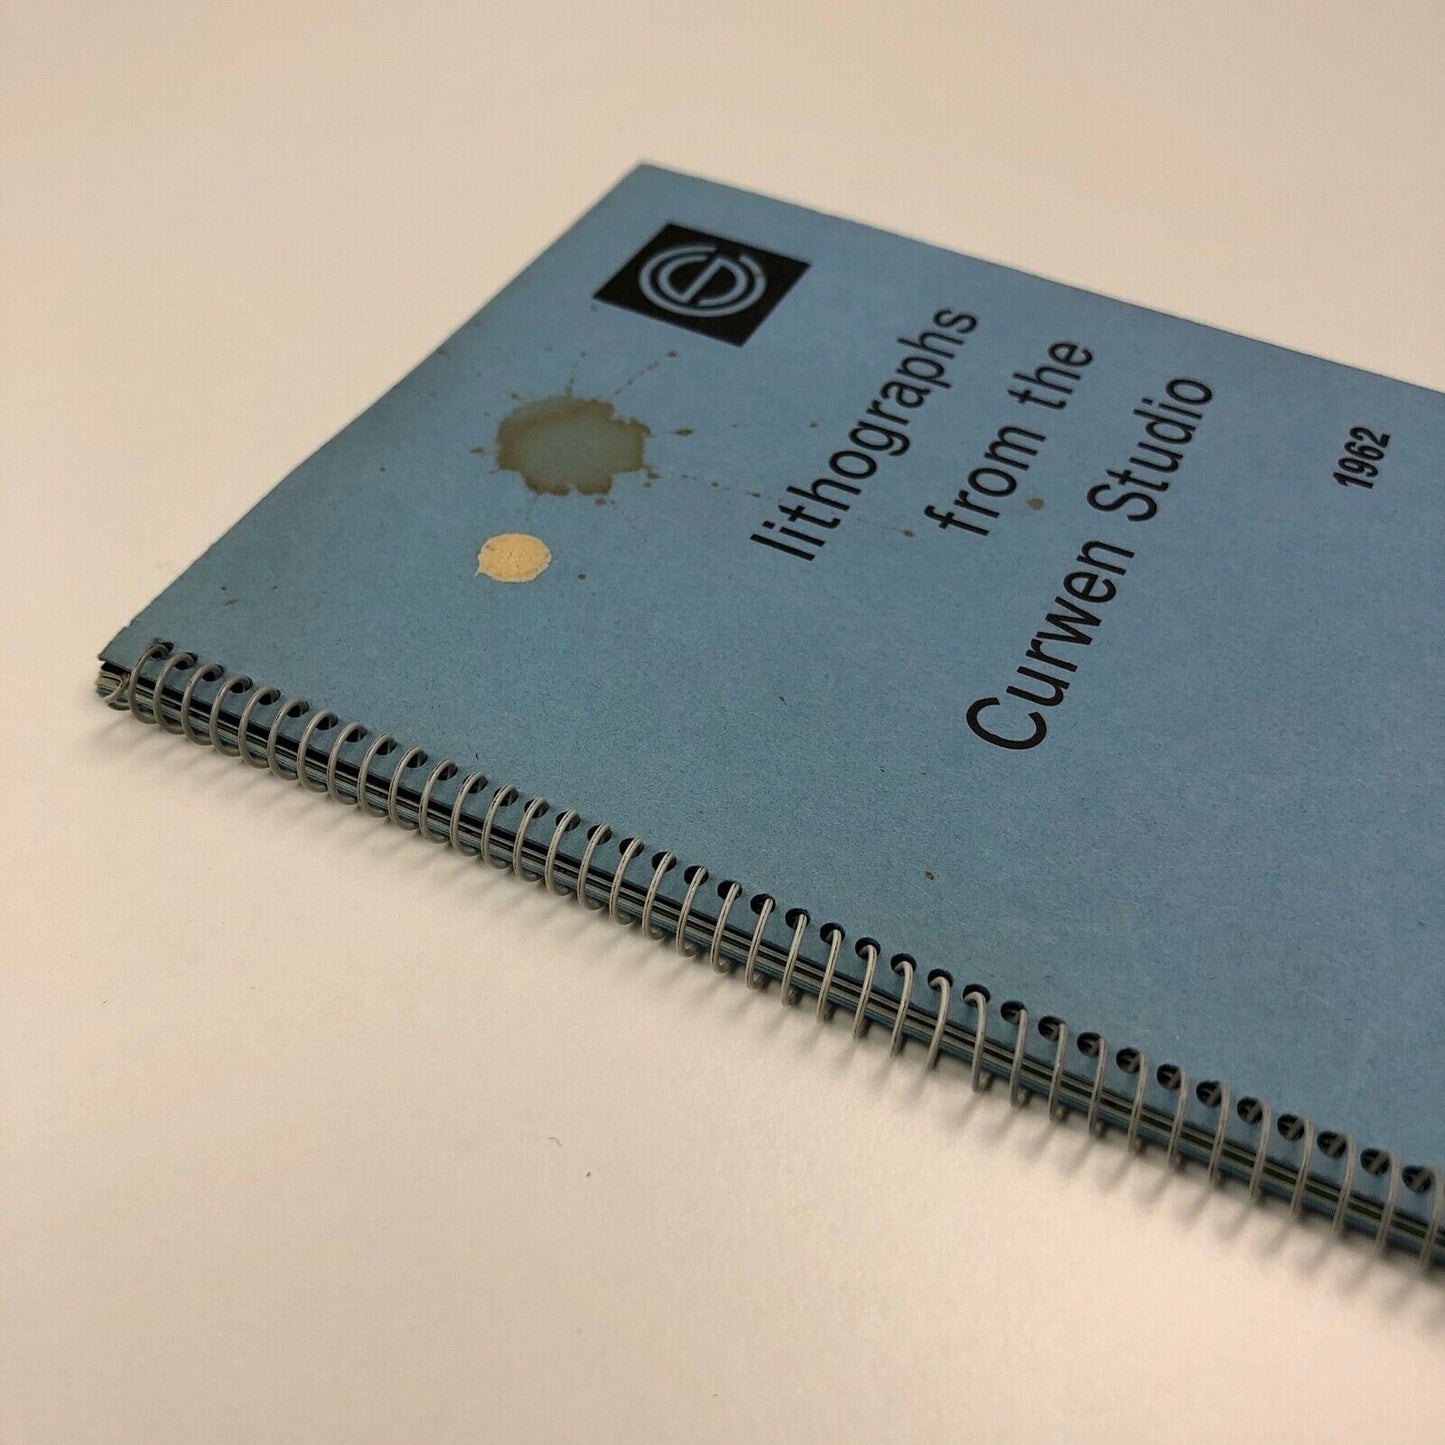 lithographs
from the
Curwen Studio
1962